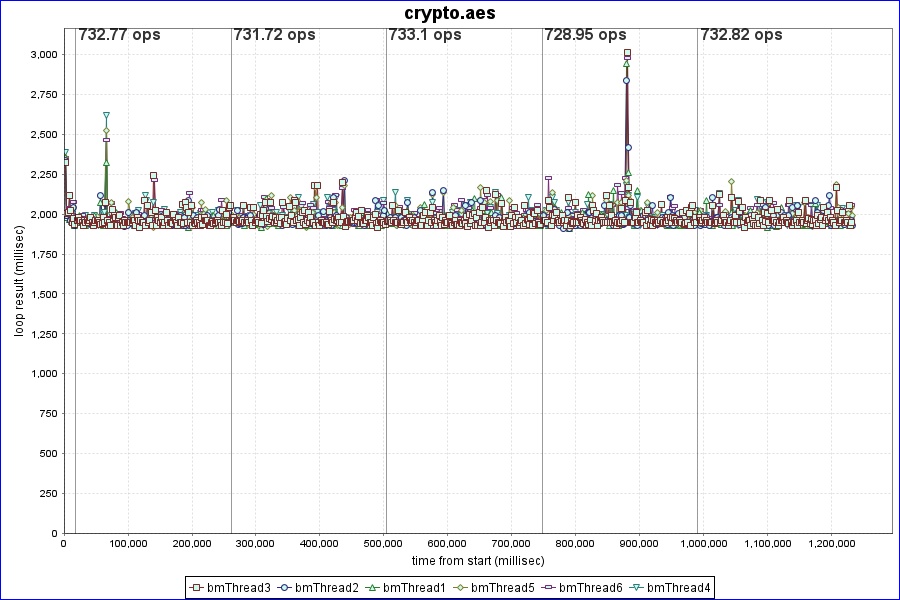 crypto.aes
732.77 ops 731.72 ops 733.1 ops 728.95 ops 732.82 ops
3,000
2,750
2,500
2,250
2,000
1,750
1,500
1,250
1,000
750
500
250
0
loop result (millisec)
0 100,000 200,000 300,000 400,000 500,000 600,000 700,000 800,000 900,000 1,000,000 1,100,000 1,200,000
time from start (millisec)
bmThread3 bmThread2 bmThread1 bmThread5 bmThread6 bmThread4